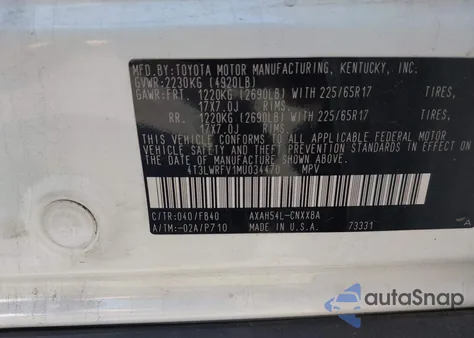 MFD.BY:TOYOTA MOTOR MANUFACTURING, KENTUCKY, INC.
GVWR:2230KG (4920LB)
GAWR:FRT. 1220KG (2690LB) WITH 225/65R17 TIRES,
17X7.0J RIMS,
RR. 1220KG (2690LB) WITH 225/65R17 TIRES,
17X7.0J RIMS,
THIS VEHICLE CONFORMS TO ALL APPLICABLE FEDERAL MOTOR
VEHICLE SAFETY AND THEFT PREVENTION STANDARDS IN EFFECT
ON THE DATE OF MANUFACTURE SHOWN ABOVE.
4T3LWRFV1MU034470 MPV
C/TR:040/FB40 AXAH54L-CNXXBA
A/TM:-02A/P710 MADE IN U.S.A. 73331
autoSnap